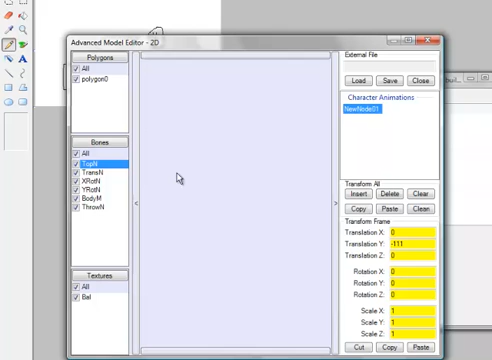 Advanced Model Editor - 2D
Polygons
All
polygon0
Bones
All
TopN
TransN
XRotN
YRotN
BodyM
ThrowN
Textures
All
Bal
<
>
External File
Load Save Close
Character Animations
NewNode01
Transform All
Insert Delete Clear
Copy Paste Clean
Transform Frame
Translation X: 0
Translation Y: -111
Translation Z: 0
Rotation X: 0
Rotation Y: 0
Rotation Z: 0
Scale X: 1
Scale Y: 1
Scale Z: 1
Cut Copy Paste